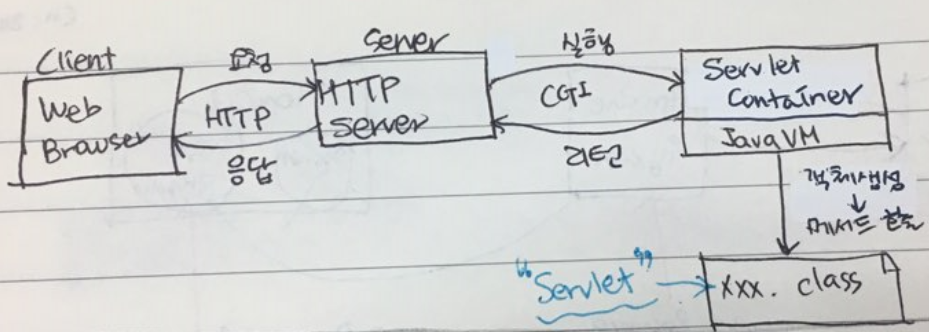 Client
Web
Browser
요청
HTTP
응답
Server
HTTP
Server
실행
CGI
리턴
Servlet
Container
JavaVM
객체생성
↓
메서드 호출
"Servlet"
xxx. class